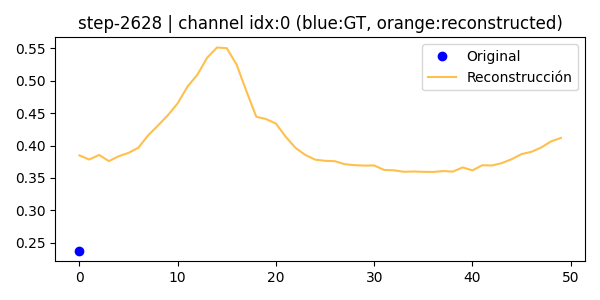 step-2628 | channel idx:0 (blue:GT, orange:reconstructed)
Original
Reconstrucción
0.55
0.50
0.45
0.40
0.35
0.30
0.25
0 10 20 30 40 50